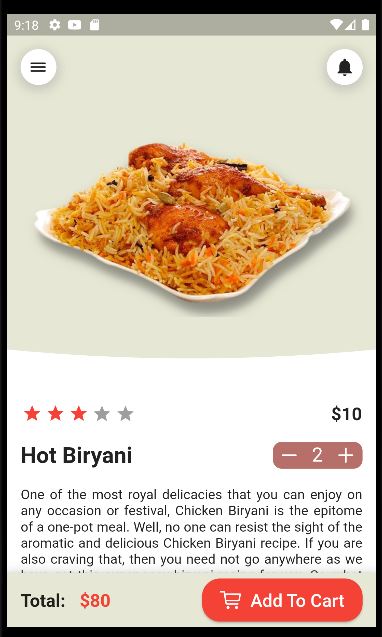 9:18
$10
Hot Biryani
2
One of the most royal delicacies that you can enjoy on
any occasion or festival, Chicken Biryani is the epitome
of a one-pot meal. Well, no one can resist the sight of the
aromatic and delicious Chicken Biryani recipe. If you are
also craving that, then you need not go anywhere as we
Total: $80
Add To Cart